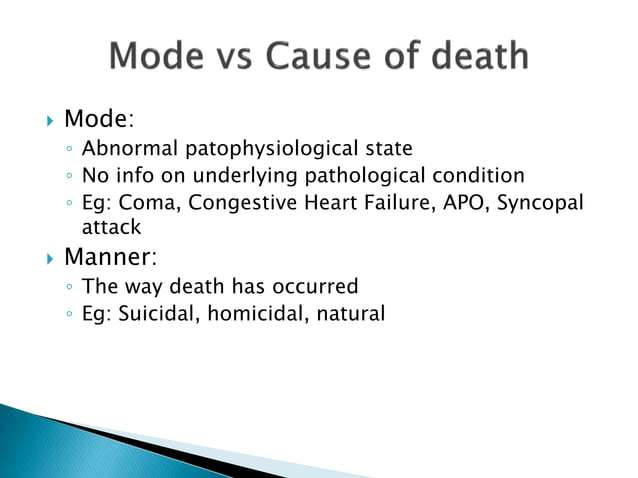 Mode vs Cause of death
Mode:
Abnormal patophysiological state
No info on underlying pathological condition
Eg: Coma, Congestive Heart Failure, APO, Syncopal
attack
Manner:
The way death has occurred
Eg: Suicidal, homicidal, natural